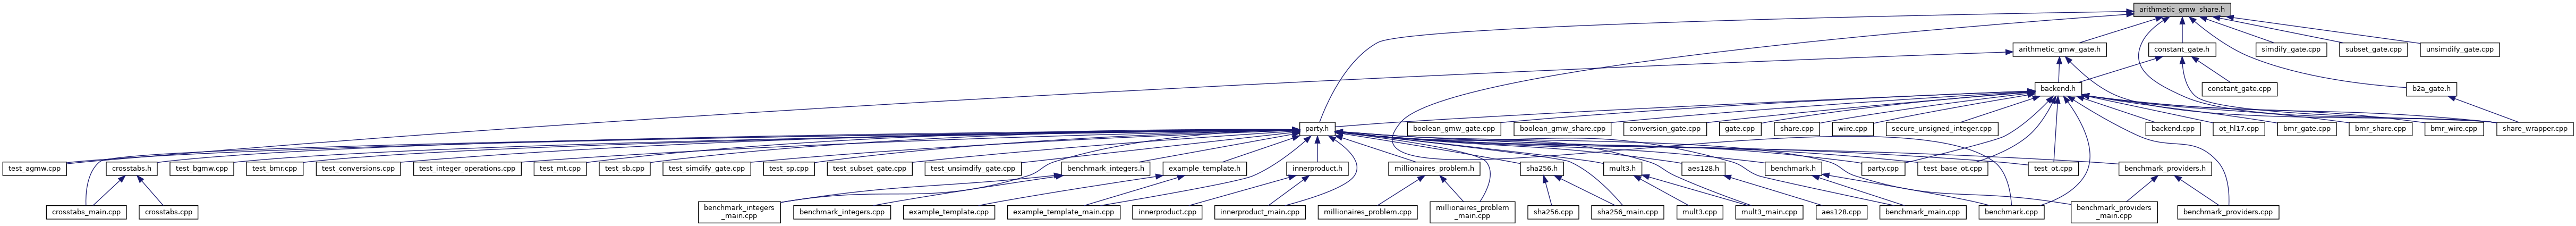 arithmetic_gmw_share.h
arithmetic_gmw_gate.h
constant_gate.h
simdify_gate.cpp
subset_gate.cpp
unsimdify_gate.cpp
backend.h
constant_gate.cpp
b2a_gate.h
party.h
boolean_gmw_gate.cpp
boolean_gmw_share.cpp
conversion_gate.cpp
gate.cpp
share.cpp
wire.cpp
secure_unsigned_integer.cpp
backend.cpp
ot_hl17.cpp
bmr_gate.cpp
bmr_share.cpp
bmr_wire.cpp
share_wrapper.cpp
test_agmw.cpp
crosstabs.h
test_bgmw.cpp
test_bmr.cpp
test_conversions.cpp
test_integer_operations.cpp
test_mt.cpp
test_sb.cpp
test_simdify_gate.cpp
test_sp.cpp
test_subset_gate.cpp
test_unsimdify_gate.cpp
benchmark_integers.h
example_template.h
innerproduct.h
millionaires_problem.h
sha256.h
mult3.h
aes128.h
benchmark.h
party.cpp
test_base_ot.cpp
test_ot.cpp
benchmark_providers.h
crosstabs_main.cpp
crosstabs.cpp
benchmark_integers
_main.cpp
benchmark_integers.cpp
example_template.cpp
example_template_main.cpp
innerproduct.cpp
innerproduct_main.cpp
millionaires_problem.cpp
millionaires_problem
_main.cpp
sha256.cpp
sha256_main.cpp
mult3.cpp
mult3_main.cpp
aes128.cpp
benchmark_main.cpp
benchmark.cpp
benchmark_providers
_main.cpp
benchmark_providers.cpp